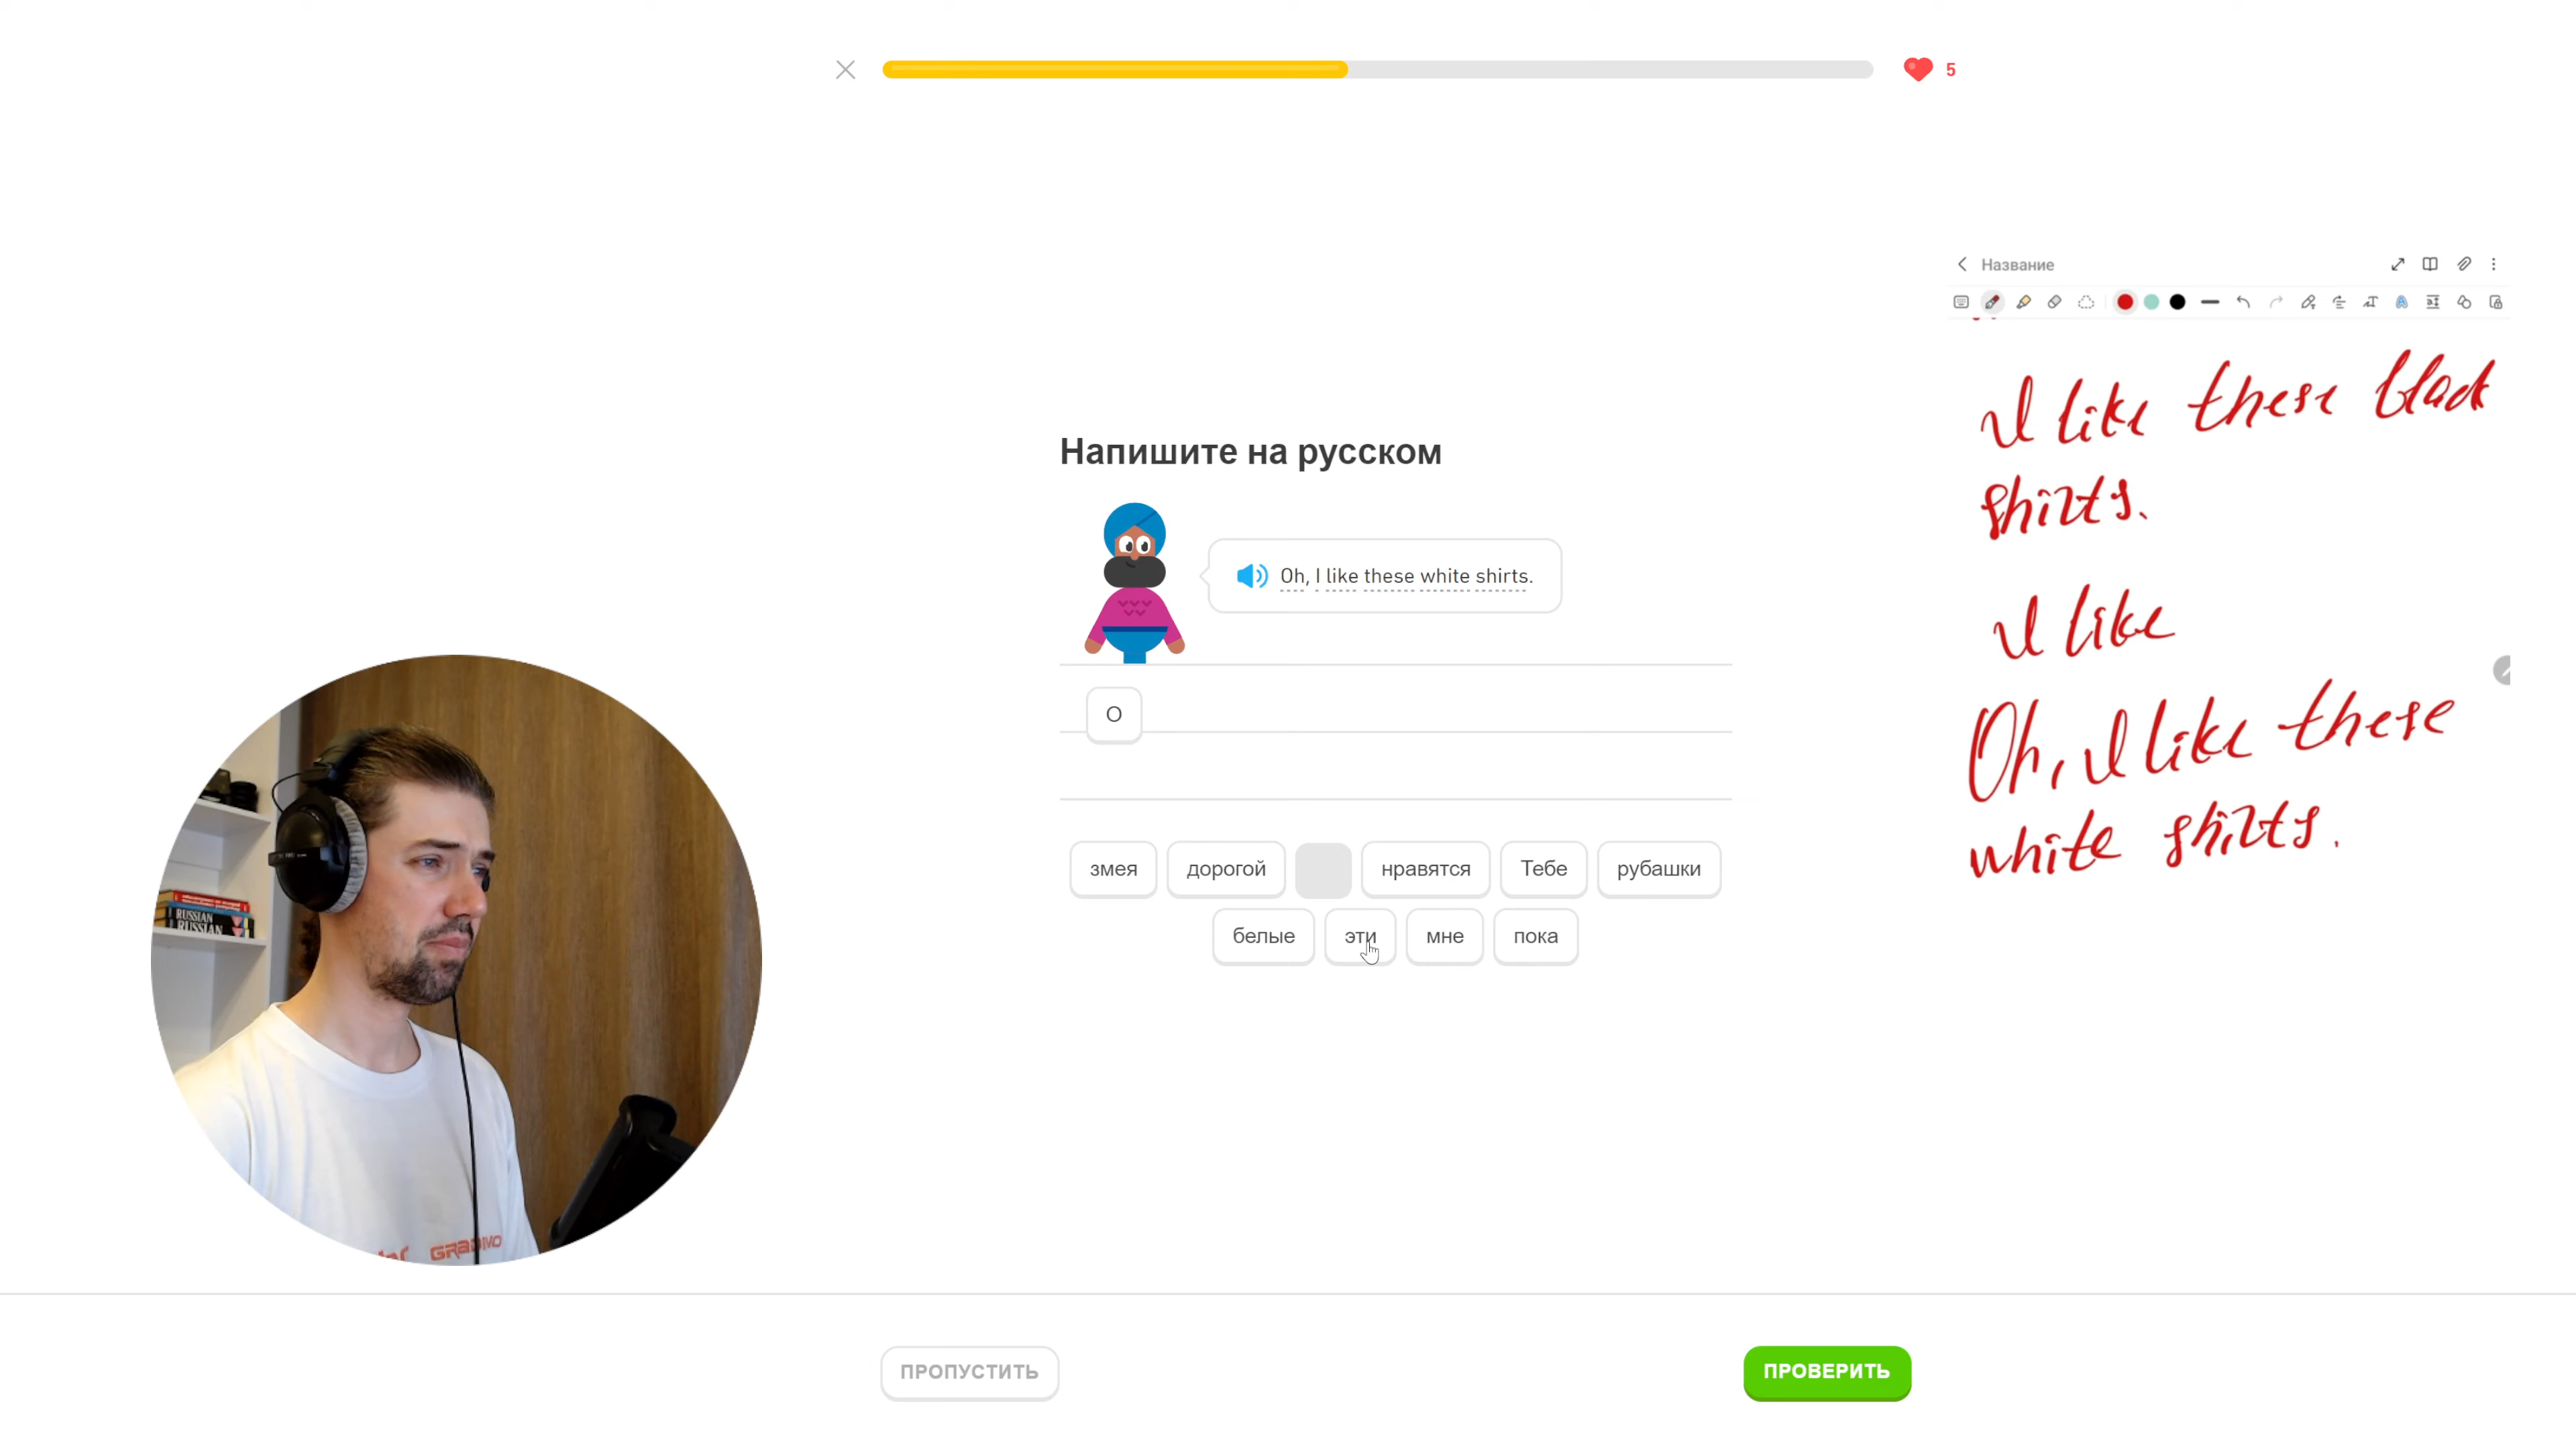 5
Название
I like these black
shirts.
I like
Oh, I like these
white shirts.
Напишите на русском
Oh, I like these white shirts.
О
змея дорогой нравятся Тебе рубашки
белые эти мне пока
RUSSIAN
RUSSIAN
ПРОПУСТИТЬ ПРОВЕРИТЬ